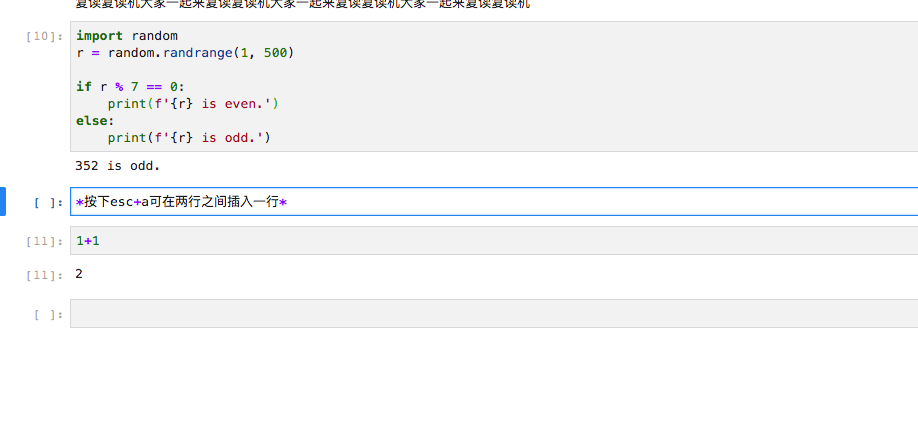 复读复读机大家一起来复读复读机大家一起来复读复读机大家一起来复读复读机
[10]:
import random
r = random.randrange(1, 500)
if r % 7 == 0:
    print(f'{r} is even.')
else:
    print(f'{r} is odd.')
352 is odd.
[ ]: *按下esc+a可在两行之间插入一行*
[11]: 1+1
[11]: 2
[ ]: